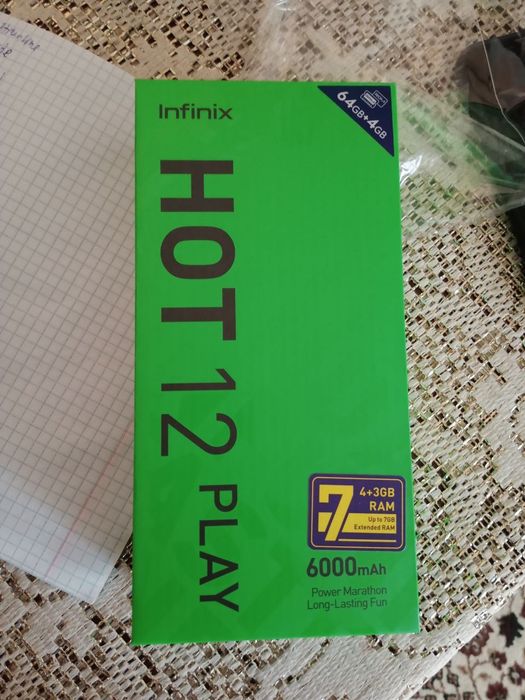 Infinix
64GB+4GB
HOT 12 PLAY
7
4+3GB
RAM
Up to 7GB
Extended RAM
6000mAh
Power Marathon
Long-Lasting Fun